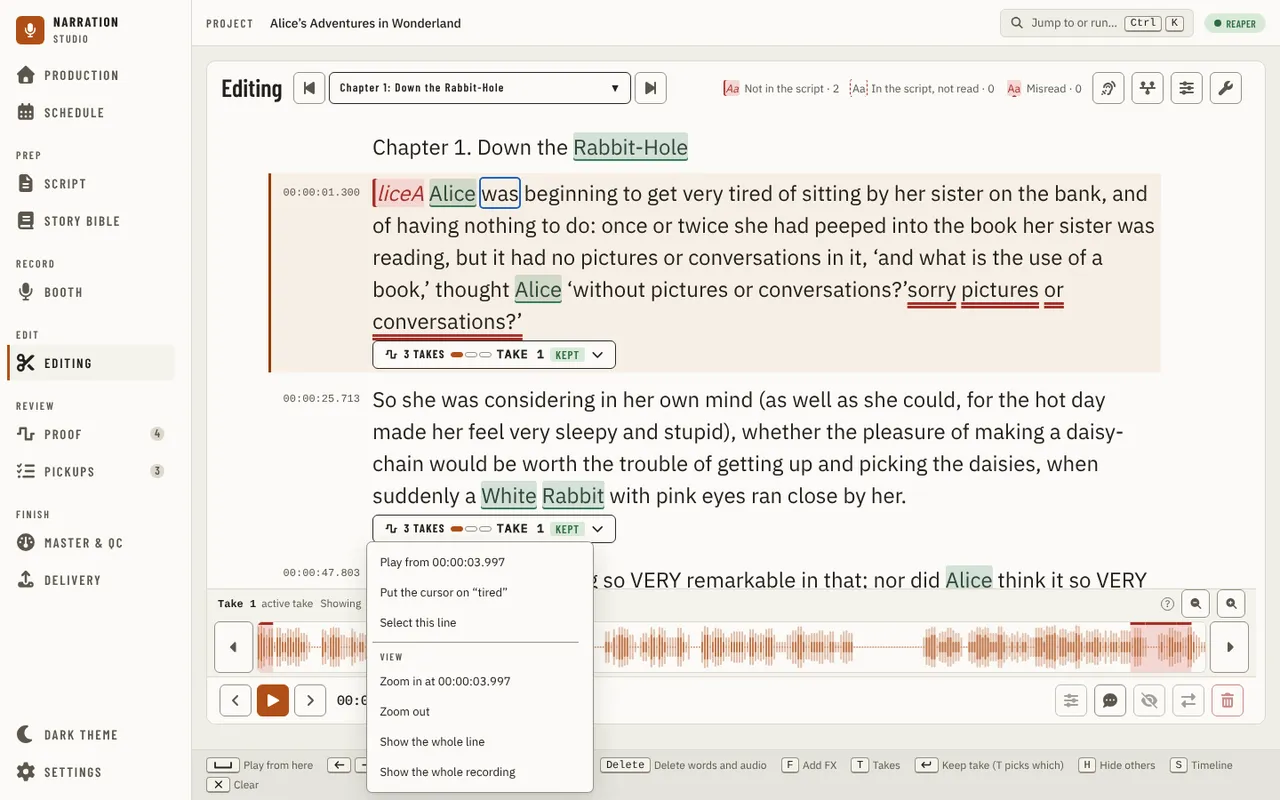 NARRATION
STUDIO
PRODUCTION
SCHEDULE
PREP
SCRIPT
STORY BIBLE
RECORD
BOOTH
EDIT
EDITING
REVIEW
PROOF 4
PICKUPS 3
FINISH
MASTER & QC
DELIVERY
DARK THEME
SETTINGS
PROJECT Alice’s Adventures in Wonderland
Jump to or run… Ctrl K
REAPER
Editing
Chapter 1: Down the Rabbit-Hole ▼
Aa Not in the script · 2 Aa In the script, not read · 0 Aa Misread · 0
Chapter 1. Down the Rabbit-Hole
00:00:01.300 liceA Alice was beginning to get very tired of sitting by her sister on the bank, and
of having nothing to do: once or twice she had peeped into the book her sister was
reading, but it had no pictures or conversations in it, ‘and what is the use of a
book,’ thought Alice ‘without pictures or conversations?’sorry pictures or
conversations?’
3 TAKES TAKE 1 KEPT
00:00:25.713 So she was considering in her own mind (as well as she could, for the hot day
made her feel very sleepy and stupid), whether the pleasure of making a daisy-
chain would be worth the trouble of getting up and picking the daisies, when
suddenly a White Rabbit with pink eyes ran close by her.
3 TAKES TAKE 1 KEPT
00:00:47.803 so VERY remarkable in that; nor did Alice think it so VERY
Take 1 active take Showing
00:0
Play from 00:00:03.997
Put the cursor on “tired”
Select this line
VIEW
Zoom in at 00:00:03.997
Zoom out
Show the whole line
Show the whole recording
Play from here ←
Delete Delete words and audio F Add FX T Takes ↵ Keep take (T picks which) H Hide others S Timeline
✕ Clear